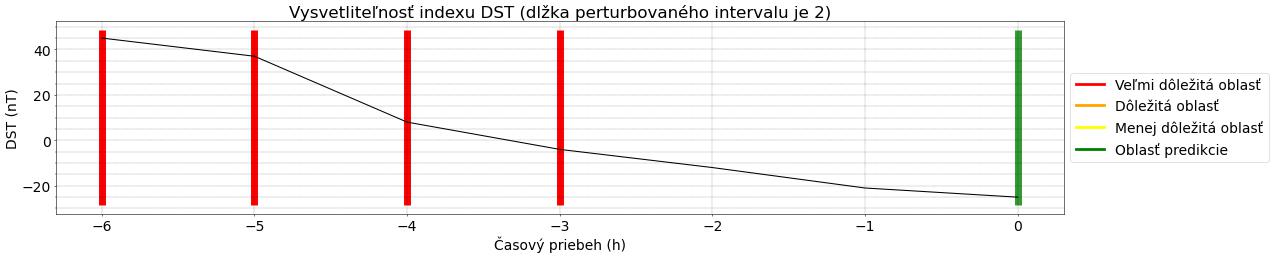 Vysvetliteľnosť indexu DST (dlžka perturbovaného intervalu je 2)
DST (nT)
40
20
0
−20
−6 −5 −4 −3 −2 −1 0
Časový priebeh (h)
Veľmi dôležitá oblasť
Dôležitá oblasť
Menej dôležitá oblasť
Oblasť predikcie